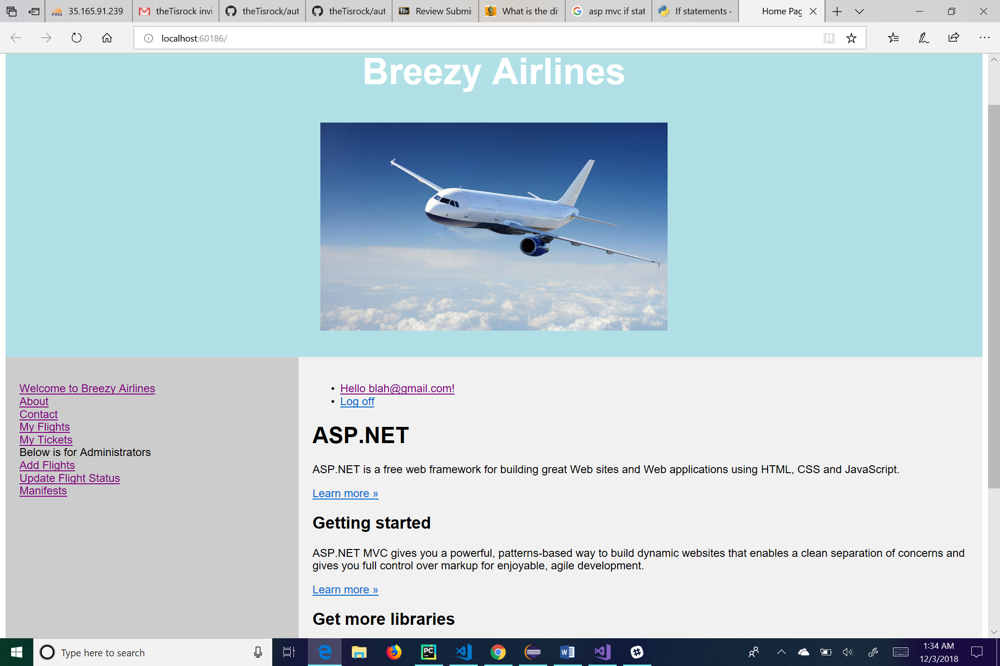 PMA 35.165.91.239
theTisrock invi
theTisrock/aut
theTisrock/aut
Bb Review Submi
What is the di
asp mvc if stat
If statements -
Home Pag
localhost:60186/
Breezy Airlines
Full-screen Snip
Welcome to Breezy Airlines
About
Contact
My Flights
My Tickets
Below is for Administrators
Add Flights
Update Flight Status
Manifests
• Hello blah@gmail.com!
• Log off
ASP.NET
ASP.NET is a free web framework for building great Web sites and Web applications using HTML, CSS and JavaScript.
Learn more »
Getting started
ASP.NET MVC gives you a powerful, patterns-based way to build dynamic websites that enables a clean separation of concerns and
gives you full control over markup for enjoyable, agile development.
Learn more »
Get more libraries
Type here to search
PC
W
1:34 AM
12/3/2018